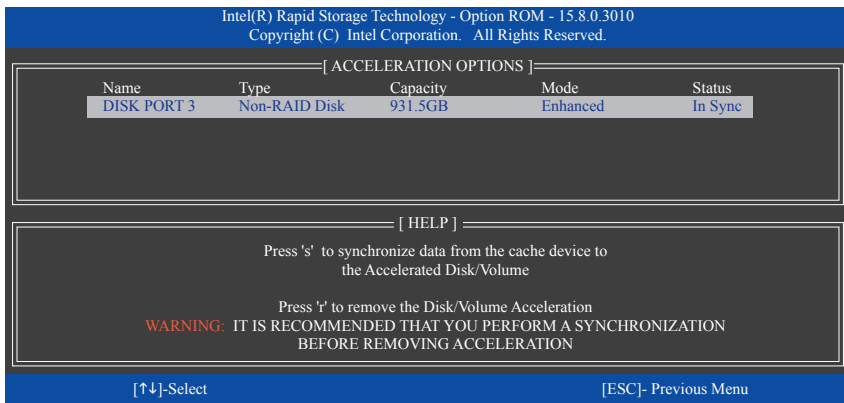 Intel(R) Rapid Storage Technology - Option ROM - 15.8.0.3010
Copyright (C) Intel Corporation. All Rights Reserved.
[ ACCELERATION OPTIONS ]
Name Type Capacity Mode Status
DISK PORT 3 Non-RAID Disk 931.5GB Enhanced In Sync
[ HELP ]
Press 's' to synchronize data from the cache device to
the Accelerated Disk/Volume
Press 'r' to remove the Disk/Volume Acceleration
WARNING: IT IS RECOMMENDED THAT YOU PERFORM A SYNCHRONIZATION
BEFORE REMOVING ACCELERATION
[↑↓]-Select [ESC]- Previous Menu